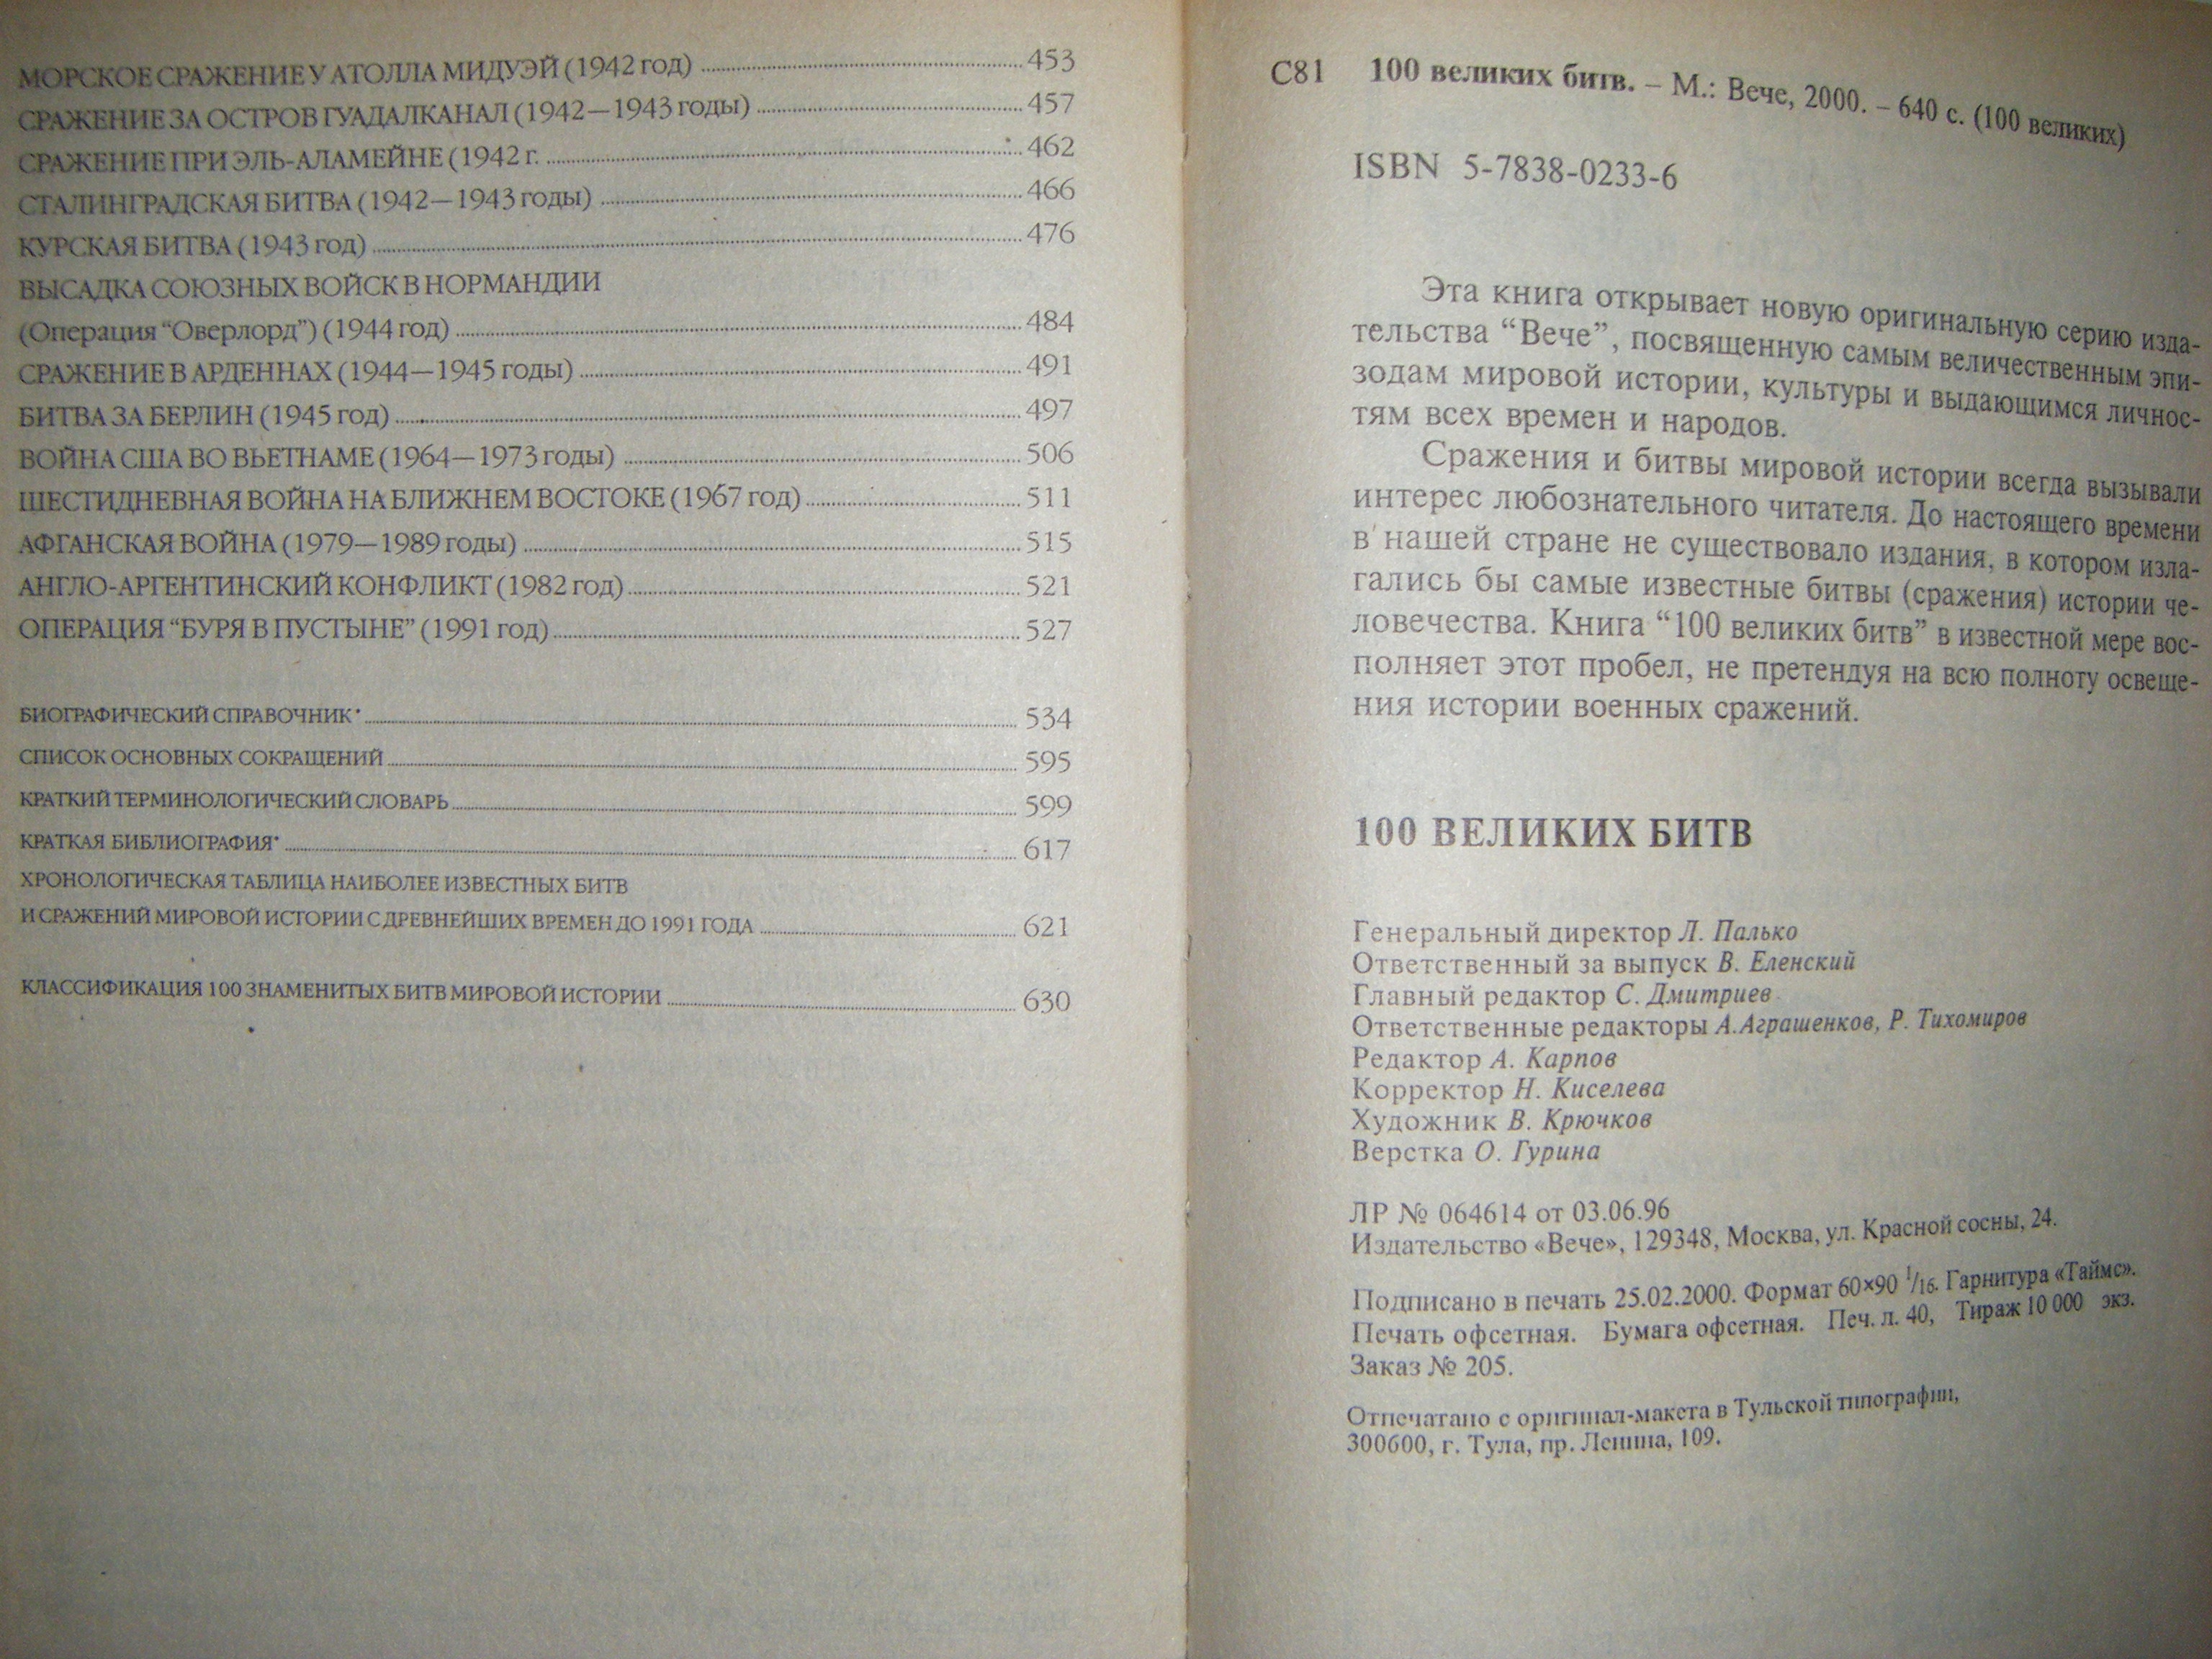 МОРСКОЕ СРАЖЕНИЕ У АТОЛЛА МИДУЭЙ (1942 год) 453
СРАЖЕНИЕ ЗА ОСТРОВ ГУАДАЛКАНАЛ (1942—1943 годы) 457
СРАЖЕНИЕ ПРИ ЭЛЬ-АЛАМЕЙНЕ (1942 г. 462
СТАЛИНГРАДСКАЯ БИТВА (1942—1943 годы) 466
КУРСКАЯ БИТВА (1943 год) 476
ВЫСАДКА СОЮЗНЫХ ВОЙСК В НОРМАНДИИ
(Операция “Оверлорд”) (1944 год) 484
СРАЖЕНИЕ В АРДЕННАХ (1944—1945 годы) 491
БИТВА ЗА БЕРЛИН (1945 год) 497
ВОЙНА США ВО ВЬЕТНАМЕ (1964—1973 годы) 506
ШЕСТИДНЕВНАЯ ВОЙНА НА БЛИЖНЕМ ВОСТОКЕ (1967 год) 511
АФГАНСКАЯ ВОЙНА (1979—1989 годы) 515
АНГЛО-АРГЕНТИНСКИЙ КОНФЛИКТ (1982 год) 521
ОПЕРАЦИЯ “БУРЯ В ПУСТЫНЕ” (1991 год) 527
БИОГРАФИЧЕСКИЙ СПРАВОЧНИК* 534
СПИСОК ОСНОВНЫХ СОКРАЩЕНИЙ 595
КРАТКИЙ ТЕРМИНОЛОГИЧЕСКИЙ СЛОВАРЬ 599
КРАТКАЯ БИБЛИОГРАФИЯ* 617
ХРОНОЛОГИЧЕСКАЯ ТАБЛИЦА НАИБОЛЕЕ ИЗВЕСТНЫХ БИТВ
И СРАЖЕНИЙ МИРОВОЙ ИСТОРИИ С ДРЕВНЕЙШИХ ВРЕМЕН ДО 1991 ГОДА 621
КЛАССИФИКАЦИЯ 100 ЗНАМЕНИТЫХ БИТВ МИРОВОЙ ИСТОРИИ 630
С81 100 великих битв. – М.: Вече, 2000. – 640 с. (100 великих)
ISBN 5-7838-0233-6
Эта книга открывает новую оригинальную серию изда-
тельства “Вече”, посвященную самым величественным эпи-
зодам мировой истории, культуры и выдающимся личнос-
тям всех времен и народов.
Сражения и битвы мировой истории всегда вызывали
интерес любознательного читателя. До настоящего времени
в нашей стране не существовало издания, в котором изла-
гались бы самые известные битвы (сражения) истории че-
ловечества. Книга “100 великих битв” в известной мере вос-
полняет этот пробел, не претендуя на всю полноту освеще-
ния истории военных сражений.
100 ВЕЛИКИХ БИТВ
Генеральный директор Л. Палько
Ответственный за выпуск В. Еленский
Главный редактор С. Дмитриев
Ответственные редакторы А.Аграшенков, Р. Тихомиров
Редактор А. Карпов
Корректор Н. Киселева
Художник В. Крючков
Верстка О. Гурина
ЛР № 064614 от 03.06.96
Издательство «Вече», 129348, Москва, ул. Красной сосны, 24.
Подписано в печать 25.02.2000. Формат 60×90 1/16. Гарнитура «Таймс».
Печать офсетная. Бумага офсетная. Печ. л. 40, Тираж 10 000 экз.
Заказ № 205.
Отпечатано с оригинал-макета в Тульской типографии,
300600, г. Тула, пр. Ленина, 109.